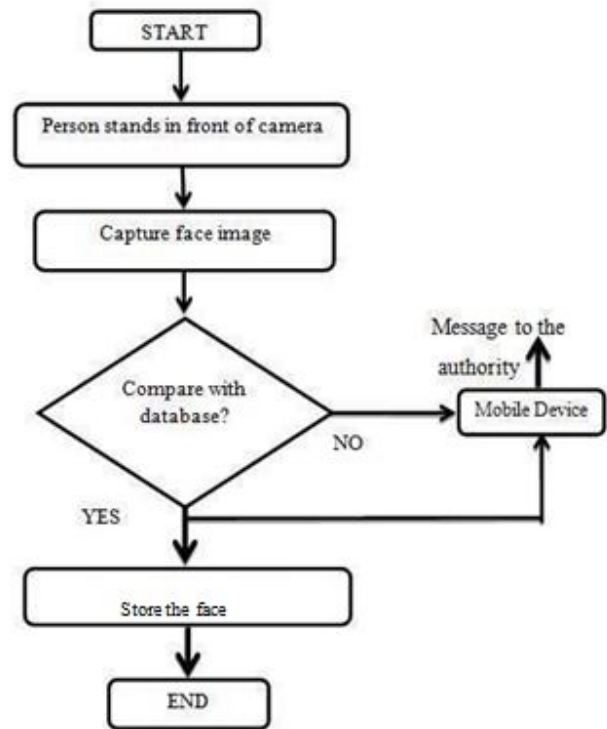 START
Person stands in front of camera
Capture face image
Compare with
database?
NO
Message to the
authority
Mobile Device
YES
Store the face
END